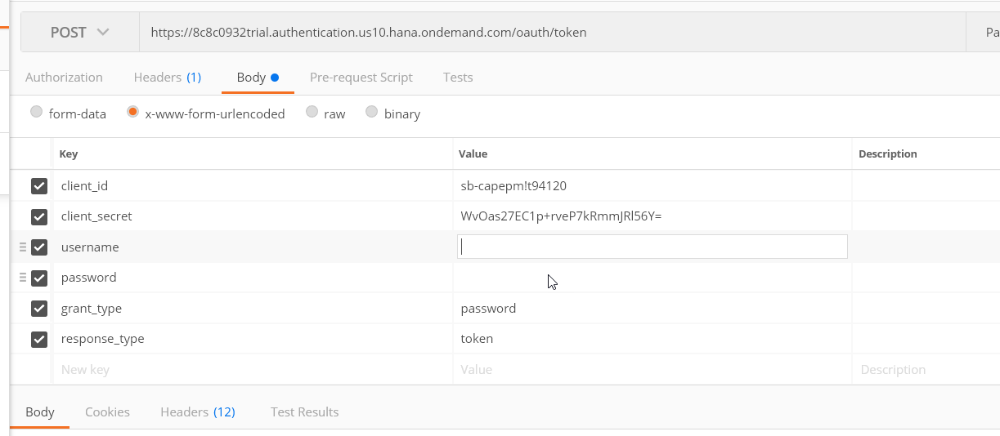 POST https://8c8c0932trial.authentication.us10.hana.ondemand.com/oauth/token Pa
Authorization Headers (1) Body Pre-request Script Tests
form-data x-www-form-urlencoded raw binary
Key Value Description
client_id sb-capepm!t94120
client_secret WvOas27EC1p+rveP7kRmmJRl56Y=
username
password
grant_type password
response_type token
New key Value Description
Body Cookies Headers (12) Test Results